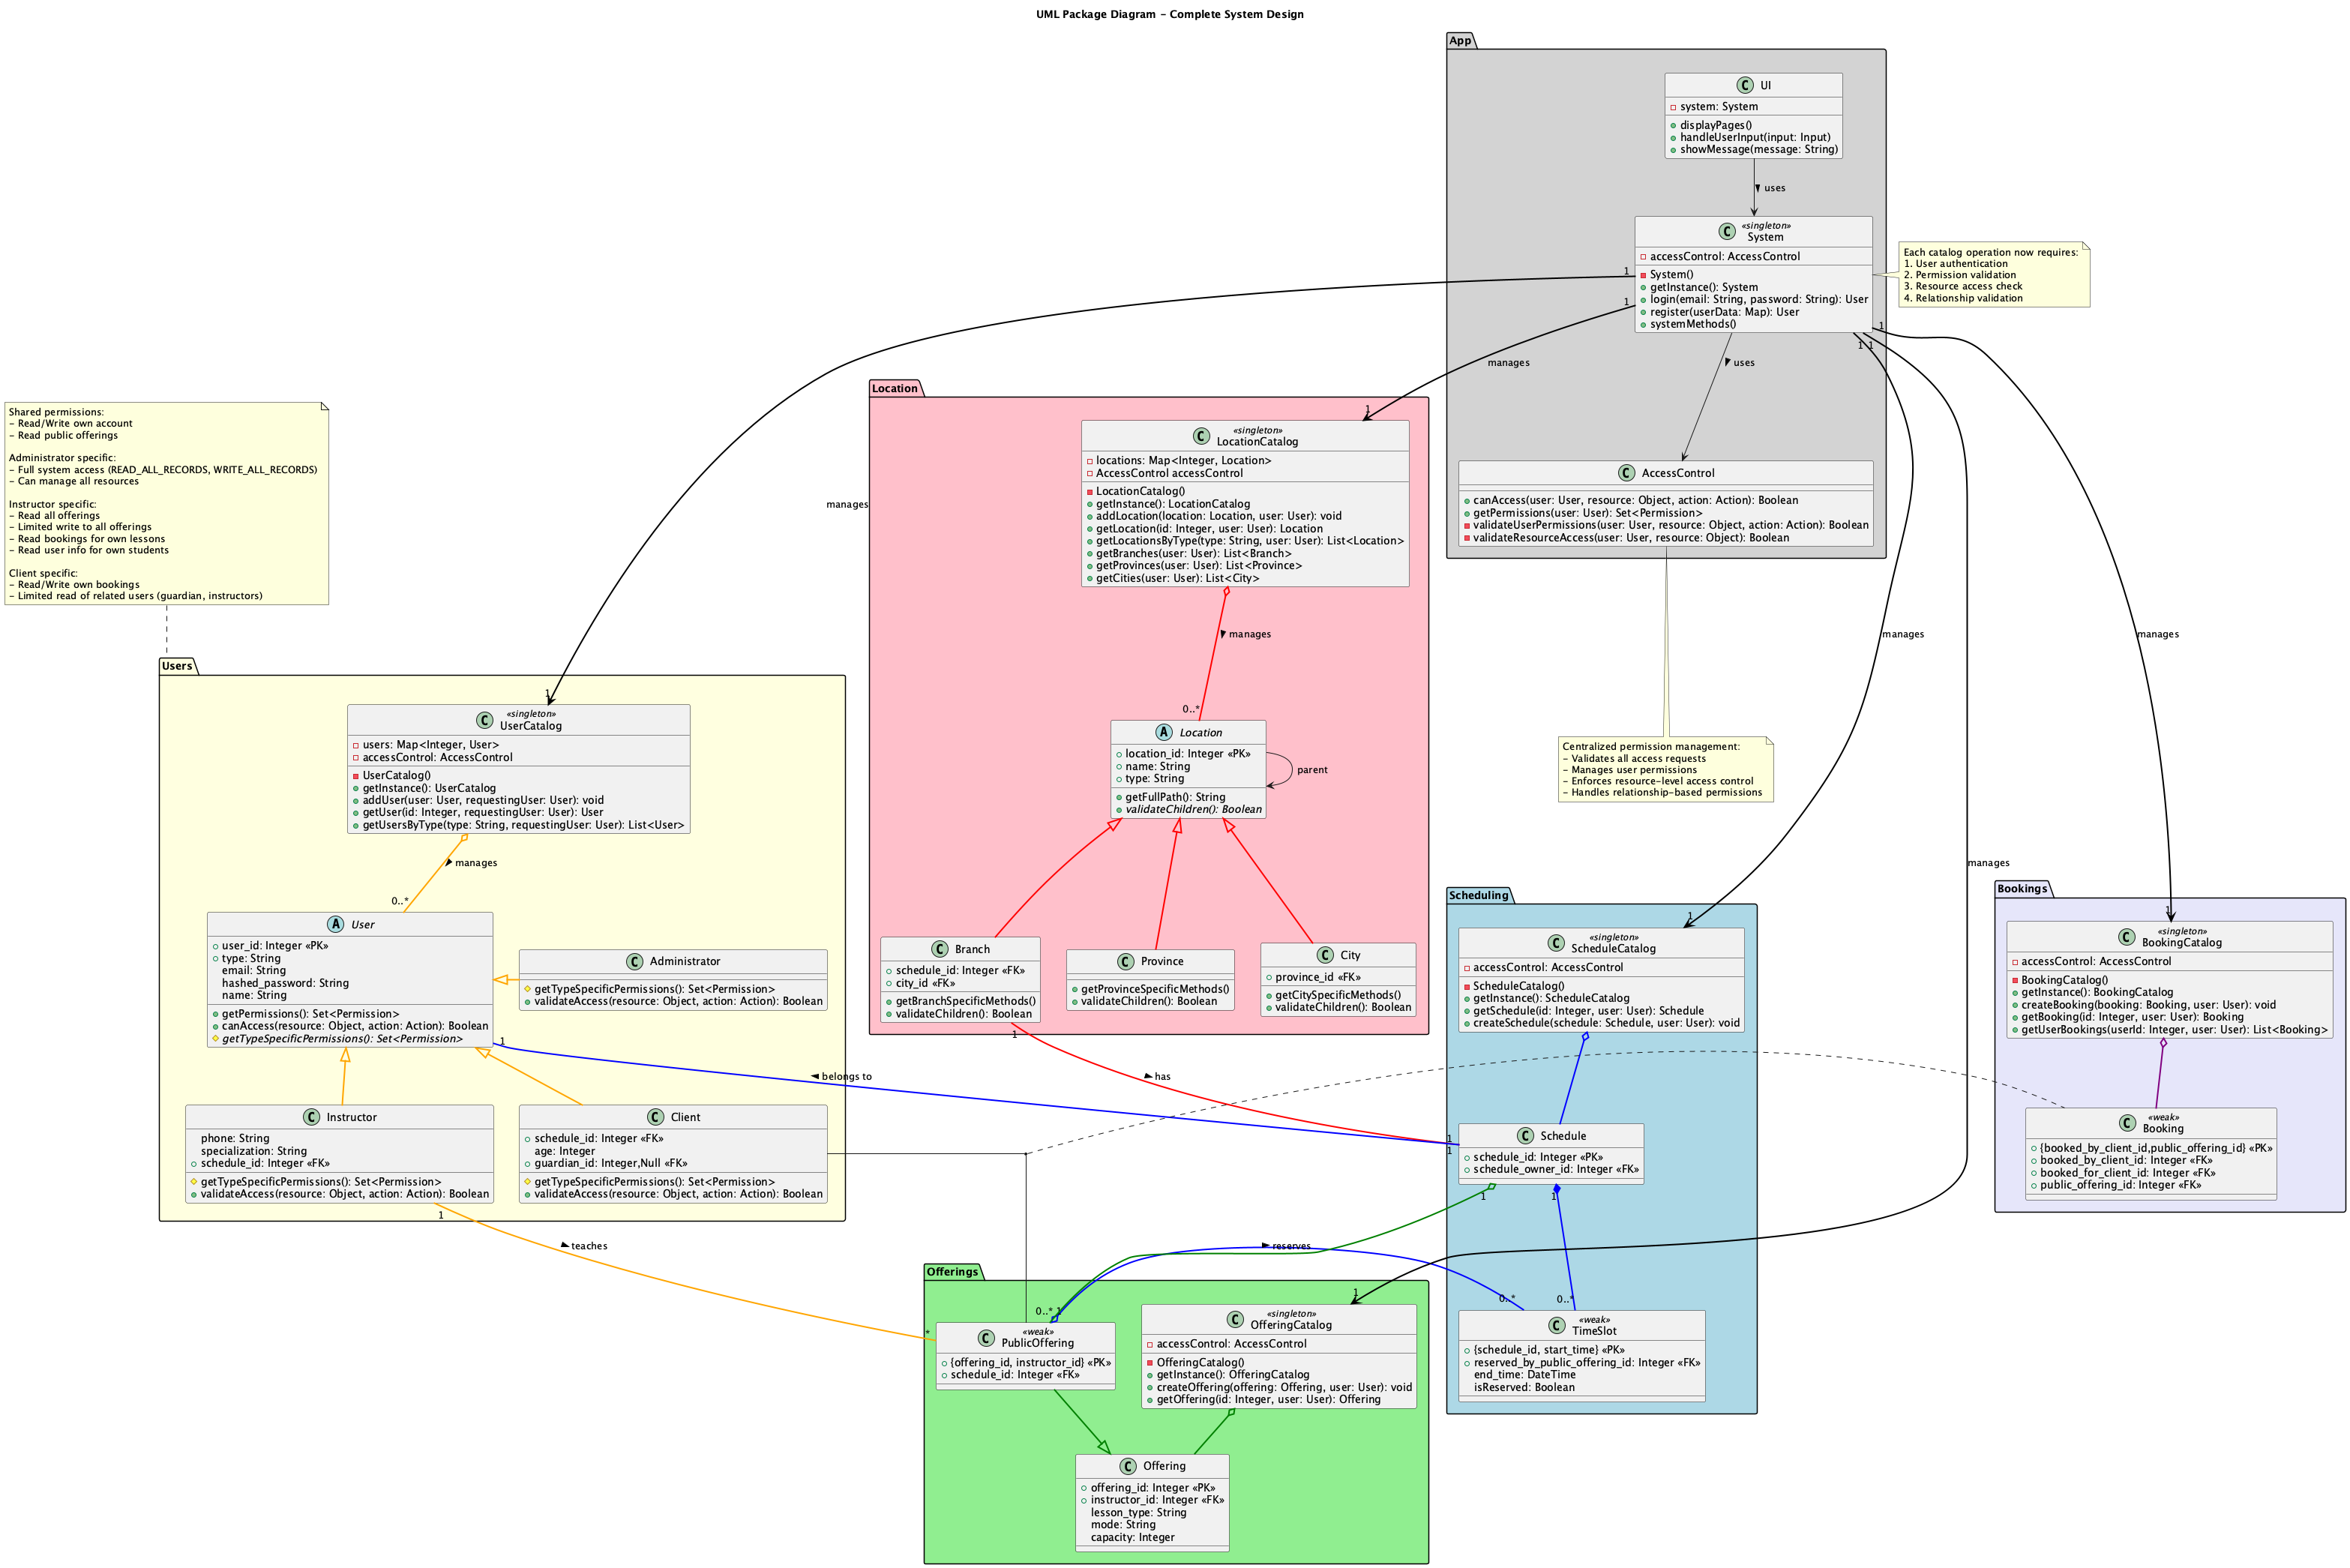 UML Package Diagram - Complete System Design
App
C UI
system: System
displayPages()
handleUserInput(input: Input)
showMessage(message: String)
uses
C «singleton»
System
accessControl: AccessControl
System()
getInstance(): System
login(email: String, password: String): User
register(userData: Map): User
systemMethods()
Each catalog operation now requires:
1. User authentication
2. Permission validation
3. Resource access check
4. Relationship validation
1
1
1
1 1
uses
manages
C AccessControl
canAccess(user: User, resource: Object, action: Action): Boolean
getPermissions(user: User): Set<Permission>
validateUserPermissions(user: User, resource: Object, action: Action): Boolean
validateResourceAccess(user: User, resource: Object): Boolean
Location
1
C «singleton»
LocationCatalog
locations: Map<Integer, Location>
AccessControl accessControl
LocationCatalog()
getInstance(): LocationCatalog
addLocation(location: Location, user: User): void
getLocation(id: Integer, user: User): Location
getLocationsByType(type: String, user: User): List<Location>
getBranches(user: User): List<Branch>
getProvinces(user: User): List<Province>
getCities(user: User): List<City>
manages
Shared permissions:
- Read/Write own account
- Read public offerings
Administrator specific:
- Full system access (READ_ALL_RECORDS, WRITE_ALL_RECORDS)
- Can manage all resources
Instructor specific:
- Read all offerings
- Limited write to all offerings
- Read bookings for own lessons
- Read user info for own students
Client specific:
- Read/Write own bookings
- Limited read of related users (guardian, instructors)
manages
manages
manages
0..*
A Location
location_id: Integer «PK»
name: String
type: String
getFullPath(): String
validateChildren(): Boolean
parent
Centralized permission management:
- Validates all access requests
- Manages user permissions
- Enforces resource-level access control
- Handles relationship-based permissions
Users
1
C «singleton»
UserCatalog
users: Map<Integer, User>
accessControl: AccessControl
UserCatalog()
getInstance(): UserCatalog
addUser(user: User, requestingUser: User): void
getUser(id: Integer, requestingUser: User): User
getUsersByType(type: String, requestingUser: User): List<User>
manages
0..*
manages
A User
user_id: Integer «PK»
type: String
email: String
hashed_password: String
name: String
getPermissions(): Set<Permission>
canAccess(resource: Object, action: Action): Boolean
getTypeSpecificPermissions(): Set<Permission>
C Administrator
getTypeSpecificPermissions(): Set<Permission>
validateAccess(resource: Object, action: Action): Boolean
C Branch
schedule_id: Integer «FK»
city_id «FK»
getBranchSpecificMethods()
validateChildren(): Boolean
C Province
getProvinceSpecificMethods()
validateChildren(): Boolean
C City
province_id «FK»
getCitySpecificMethods()
validateChildren(): Boolean
Scheduling
1
C «singleton»
ScheduleCatalog
accessControl: AccessControl
ScheduleCatalog()
getInstance(): ScheduleCatalog
getSchedule(id: Integer, user: User): Schedule
createSchedule(schedule: Schedule, user: User): void
Bookings
1
C «singleton»
BookingCatalog
accessControl: AccessControl
BookingCatalog()
getInstance(): BookingCatalog
createBooking(booking: Booking, user: User): void
getBooking(id: Integer, user: User): Booking
getUserBookings(userId: Integer, user: User): List<Booking>
1
1
belongs to
has
C Instructor
phone: String
specialization: String
schedule_id: Integer «FK»
getTypeSpecificPermissions(): Set<Permission>
validateAccess(resource: Object, action: Action): Boolean
C Client
schedule_id: Integer «FK»
age: Integer
guardian_id: Integer,Null «FK»
getTypeSpecificPermissions(): Set<Permission>
validateAccess(resource: Object, action: Action): Boolean
1
1
C Schedule
schedule_id: Integer «PK»
schedule_owner_id: Integer «FK»
C «weak»
Booking
{booked_by_client_id,public_offering_id} «PK»
booked_by_client_id: Integer «FK»
booked_for_client_id: Integer «FK»
public_offering_id: Integer «FK»
1
1
1
teaches
reserves
Offerings
1
0..* 1
0..*
0..*
*
C «weak»
PublicOffering
{offering_id, instructor_id} «PK»
schedule_id: Integer «FK»
C «singleton»
OfferingCatalog
accessControl: AccessControl
OfferingCatalog()
getInstance(): OfferingCatalog
createOffering(offering: Offering, user: User): void
getOffering(id: Integer, user: User): Offering
C «weak»
TimeSlot
{schedule_id, start_time} «PK»
reserved_by_public_offering_id: Integer «FK»
end_time: DateTime
isReserved: Boolean
C Offering
offering_id: Integer «PK»
instructor_id: Integer «FK»
lesson_type: String
mode: String
capacity: Integer